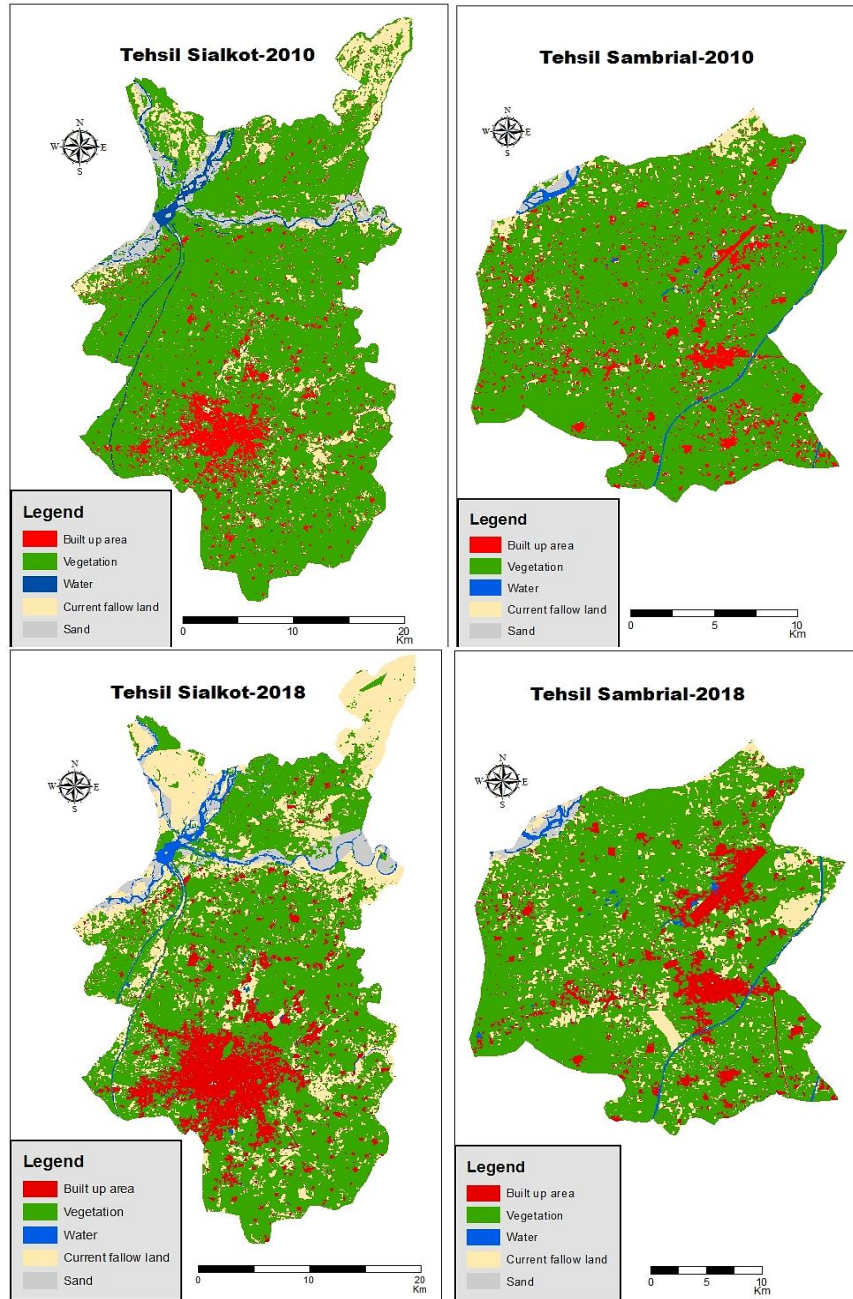 Tehsil Sialkot-2010
N
W E
S
Legend
Built up area
Vegetation
Water
Current fallow land
Sand
0 10 20
Km
Tehsil Sambrial-2010
N
W E
S
Legend
Built up area
Vegetation
Water
Current fallow land
Sand
0 5 10
Km
Tehsil Sialkot-2018
N
W E
S
Legend
Built up area
Vegetation
Water
Current fallow land
Sand
0 10 20
Km
Tehsil Sambrial-2018
N
W E
S
Legend
Built up area
Vegetation
Water
Current fallow land
Sand
0 5 10
Km